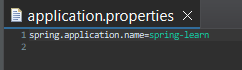 application.properties
1 spring.application.name=spring-learn
2